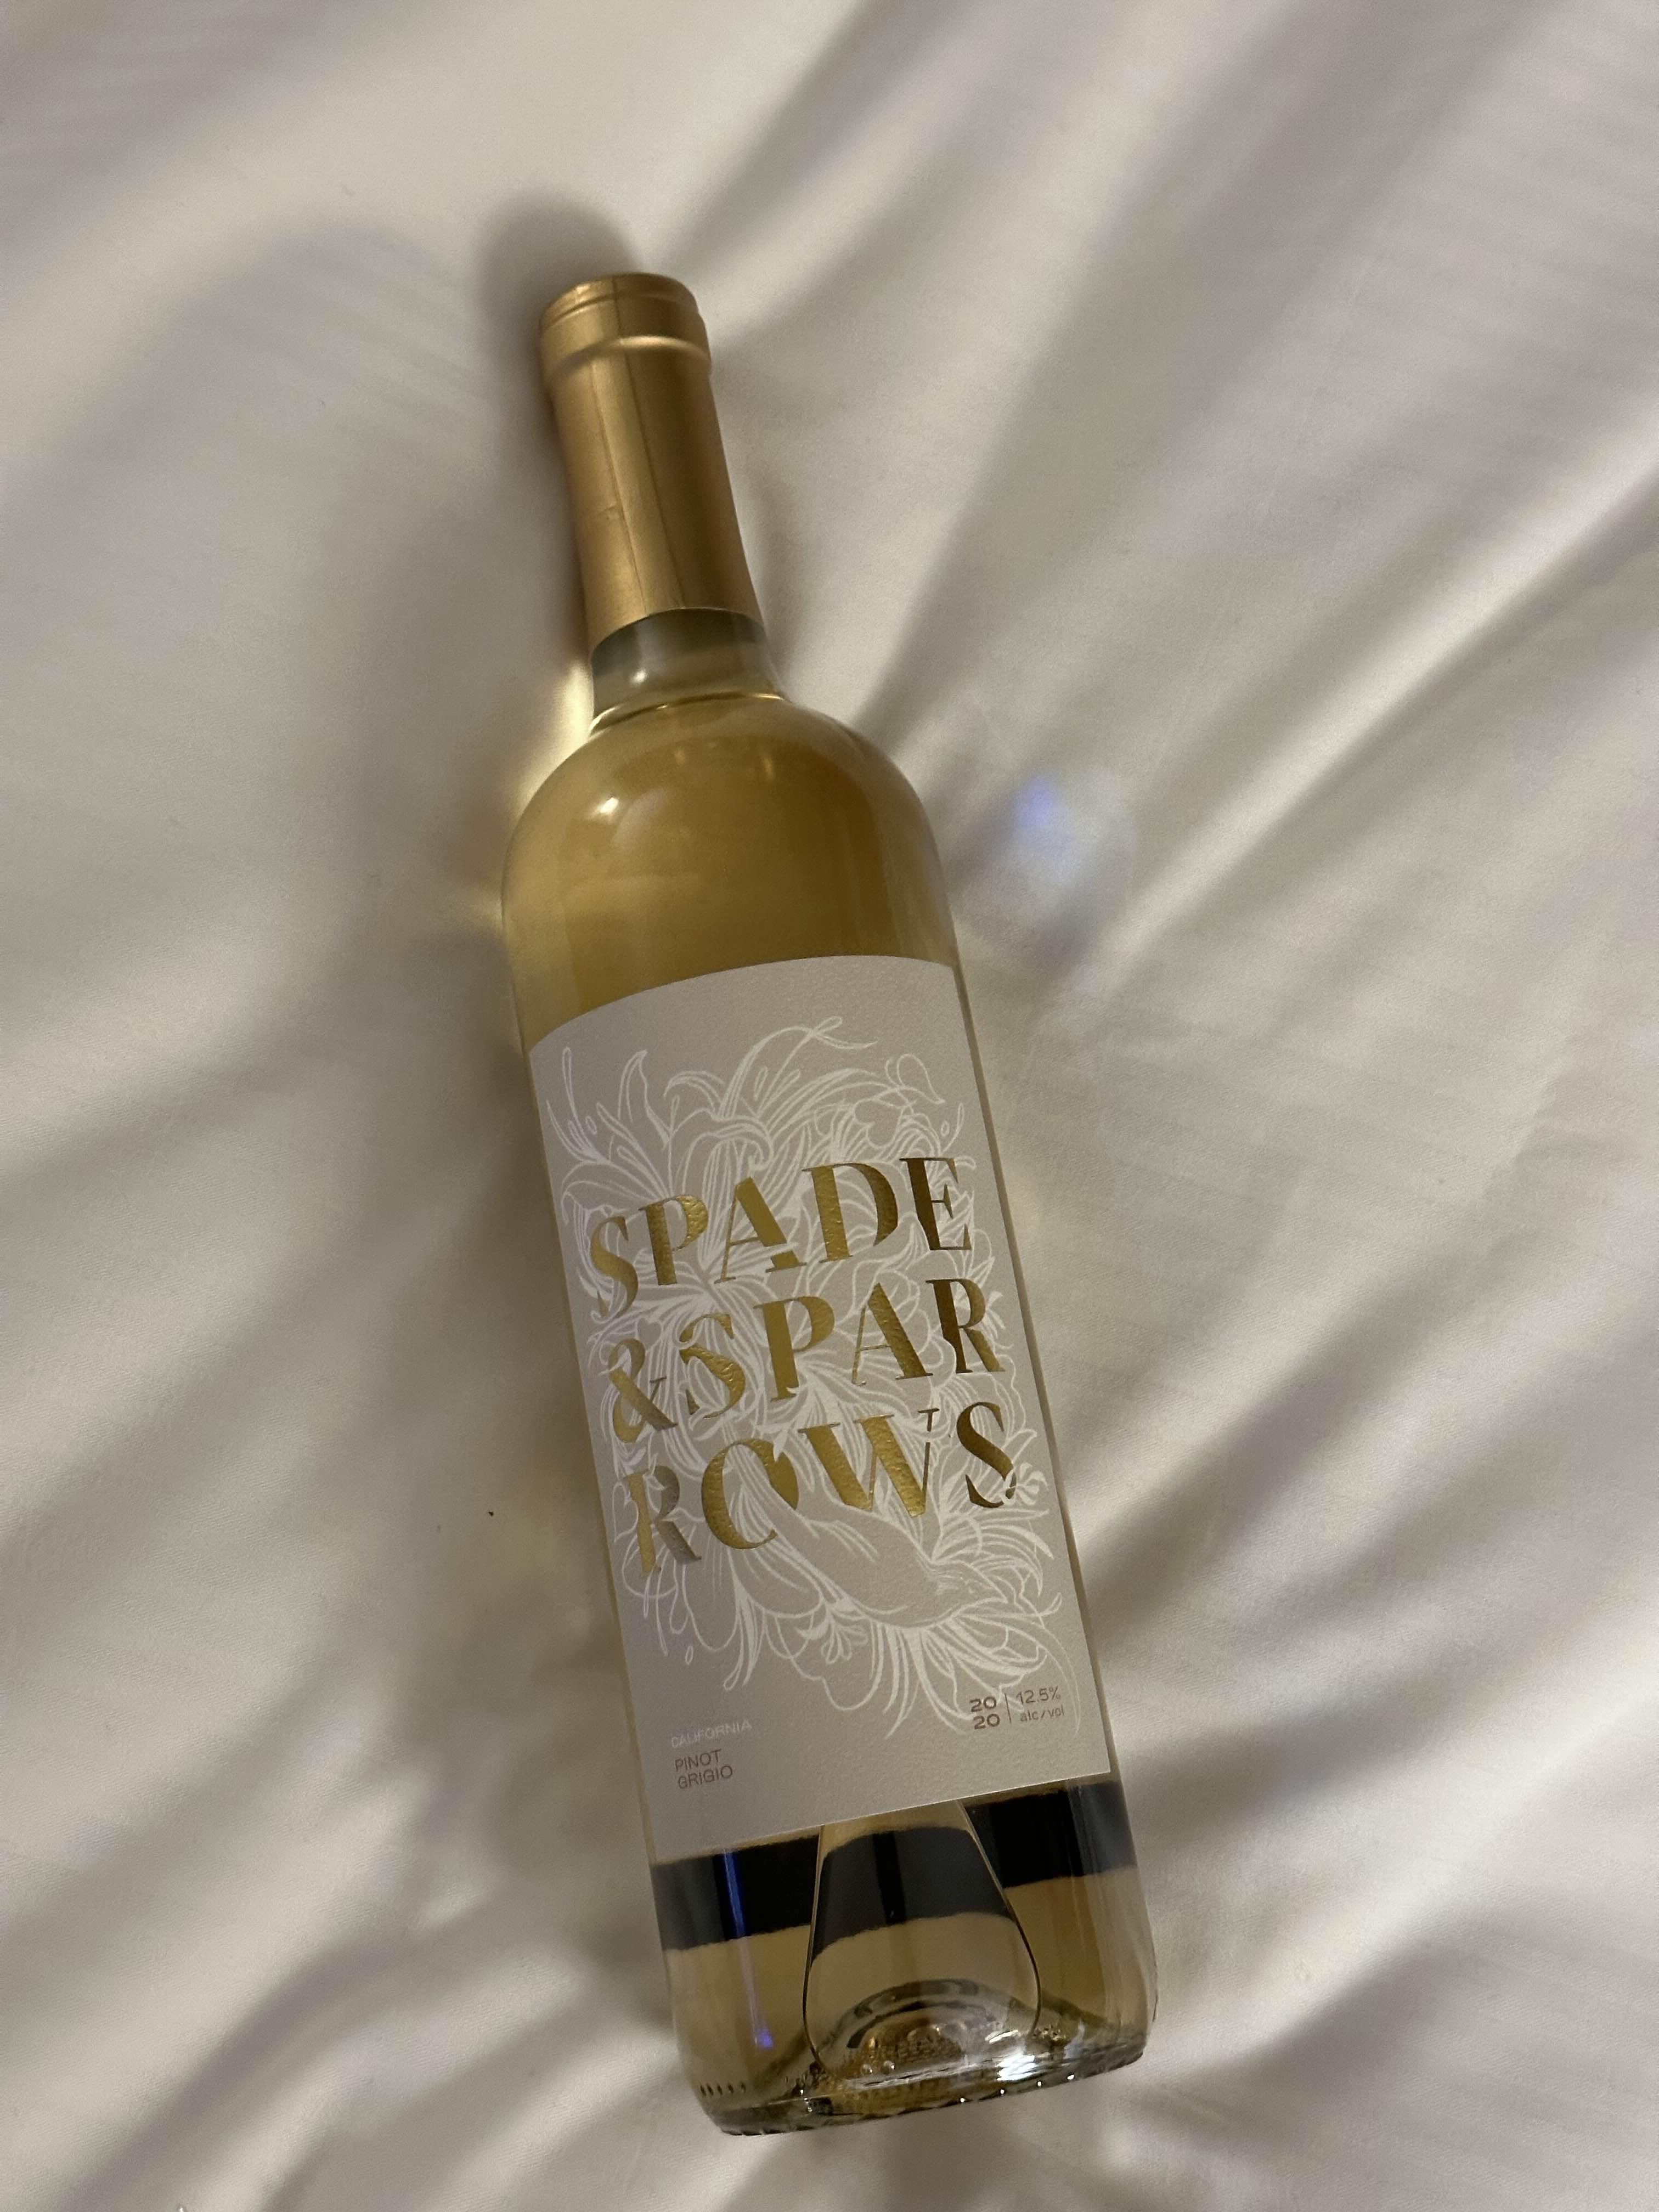 SPADE
&SPAR
ROWS
CALIFORNIA
PINOT
GRIGIO
20
20
12.5%
alc/vol